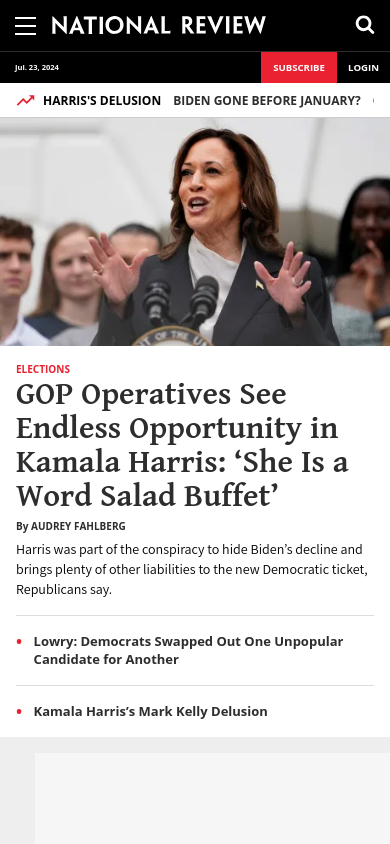 NATIONAL REVIEW
Jul. 23, 2024
SUBSCRIBE
LOGIN
HARRIS'S DELUSION BIDEN GONE BEFORE JANUARY?
OF THE UNI
ELECTIONS
GOP Operatives See
Endless Opportunity in
Kamala Harris: ‘She Is a
Word Salad Buffet’
By AUDREY FAHLBERG
Harris was part of the conspiracy to hide Biden’s decline and
brings plenty of other liabilities to the new Democratic ticket,
Republicans say.
• Lowry: Democrats Swapped Out One Unpopular
Candidate for Another
• Kamala Harris’s Mark Kelly Delusion